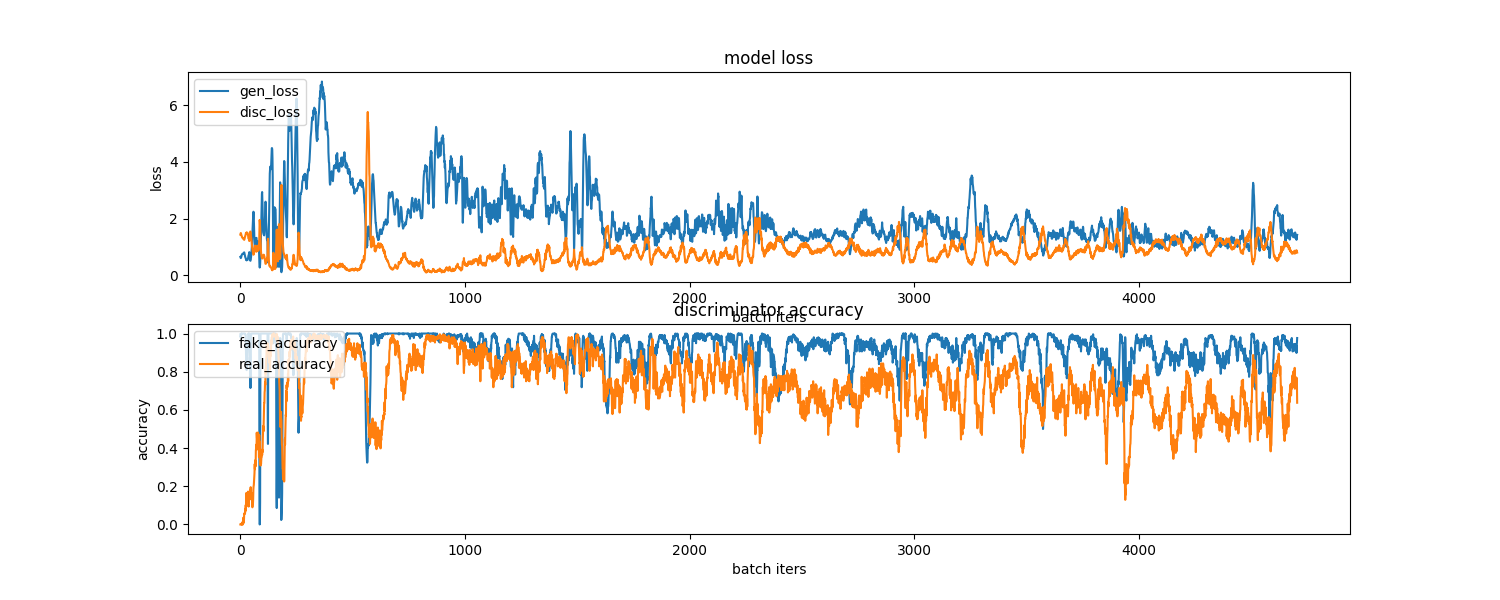 model loss
gen_loss
disc_loss
loss
6
4
2
0
0
1000
2000
3000
4000
batch iters
discriminator accuracy
fake_accuracy
real_accuracy
accuracy
1.0
0.8
0.6
0.4
0.2
0.0
0
1000
2000
3000
4000
batch iters